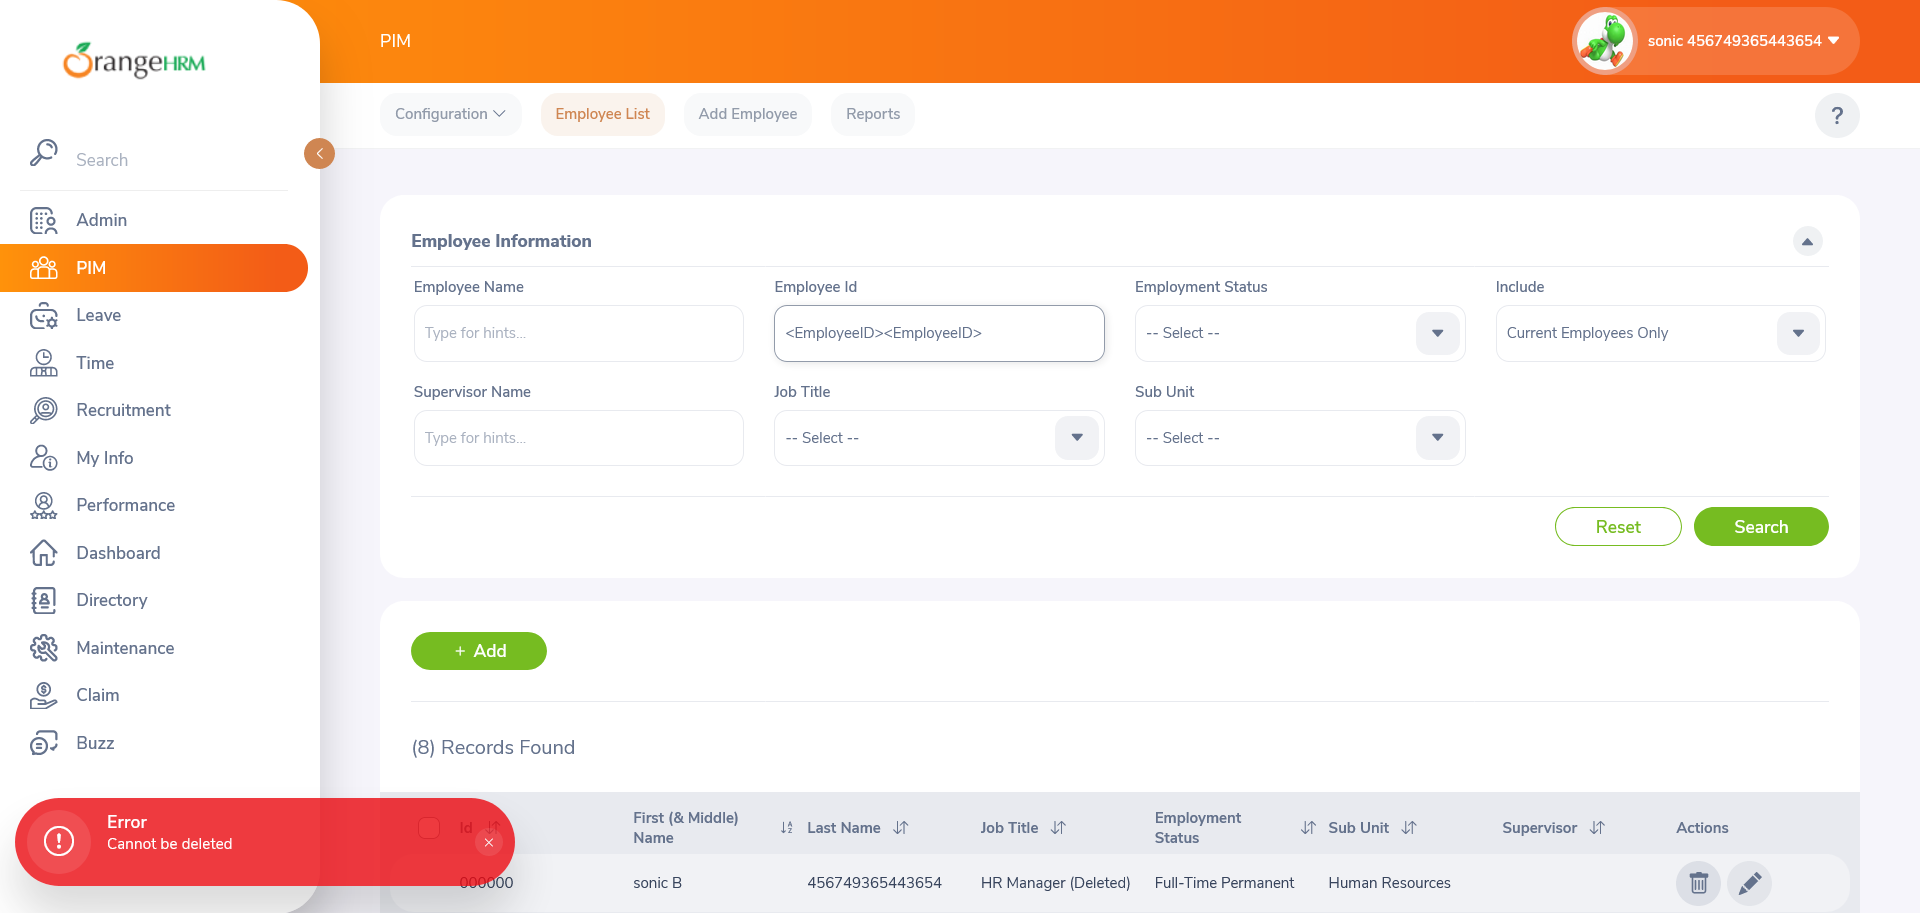 PIM
sonic 456749365443654
OrangeHRM
Configuration
Employee List
Add Employee
Reports
?
Search
Admin
PIM
Leave
Time
Recruitment
My Info
Performance
Dashboard
Directory
Maintenance
Claim
Buzz
Employee Information
Employee Name
Employee Id
Employment Status
Include
Type for hints...
<EmployeeID><EmployeeID>
-- Select --
Current Employees Only
Supervisor Name
Job Title
Sub Unit
Type for hints...
-- Select --
-- Select --
Reset
Search
+ Add
(8) Records Found
Id
First (& Middle) Name
Last Name
Job Title
Employment Status
Sub Unit
Supervisor
Actions
000000
sonic B
456749365443654
HR Manager (Deleted)
Full-Time Permanent
Human Resources
Error
Cannot be deleted